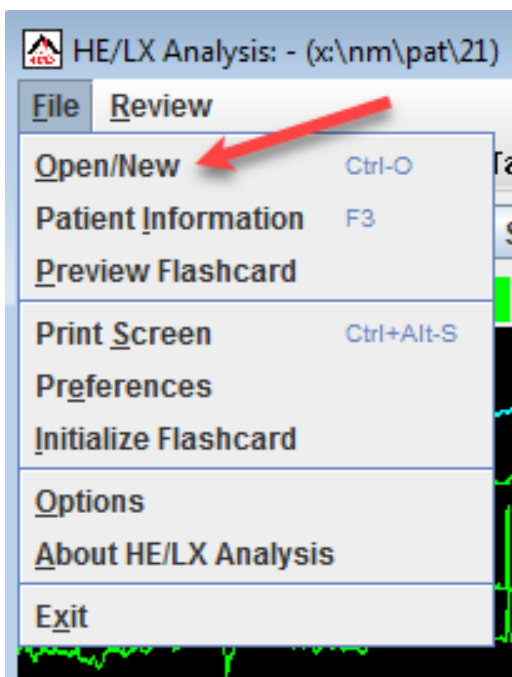 HE/LX Analysis: - (x:\nm\pat\21)
File Review
Open/New Ctrl-O
Patient Information F3
Preview Flashcard
Print Screen Ctrl+Alt-S
Preferences
Initialize Flashcard
Options
About HE/LX Analysis
Exit